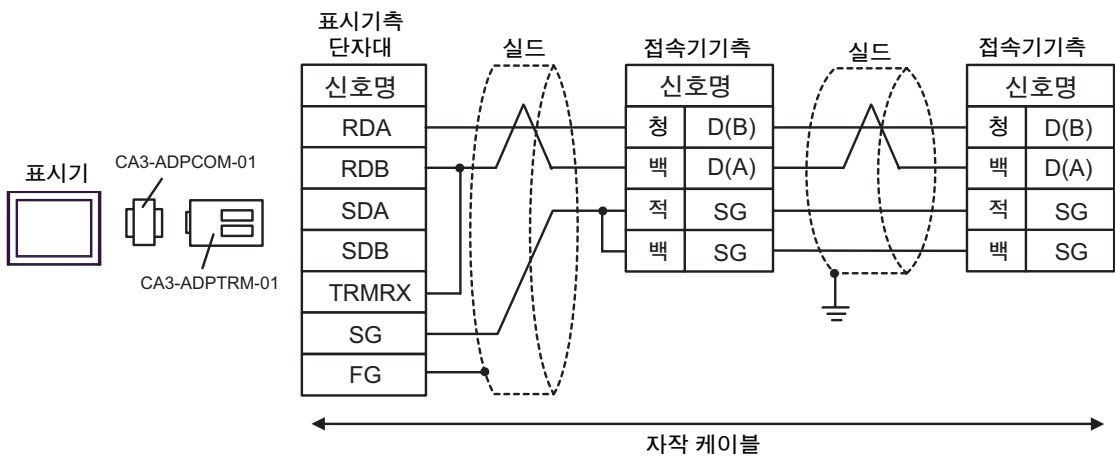 표시기측
단자대
실드
접속기기측
실드
접속기기측
신호명
신호명
신호명
RDA
청 D(B)
청 D(B)
RDB
백 D(A)
백 D(A)
SDA
적 SG
적 SG
SDB
백 SG
백 SG
TRMRX
SG
FG
표시기
CA3-ADPCOM-01
CA3-ADPTRM-01
자작 케이블